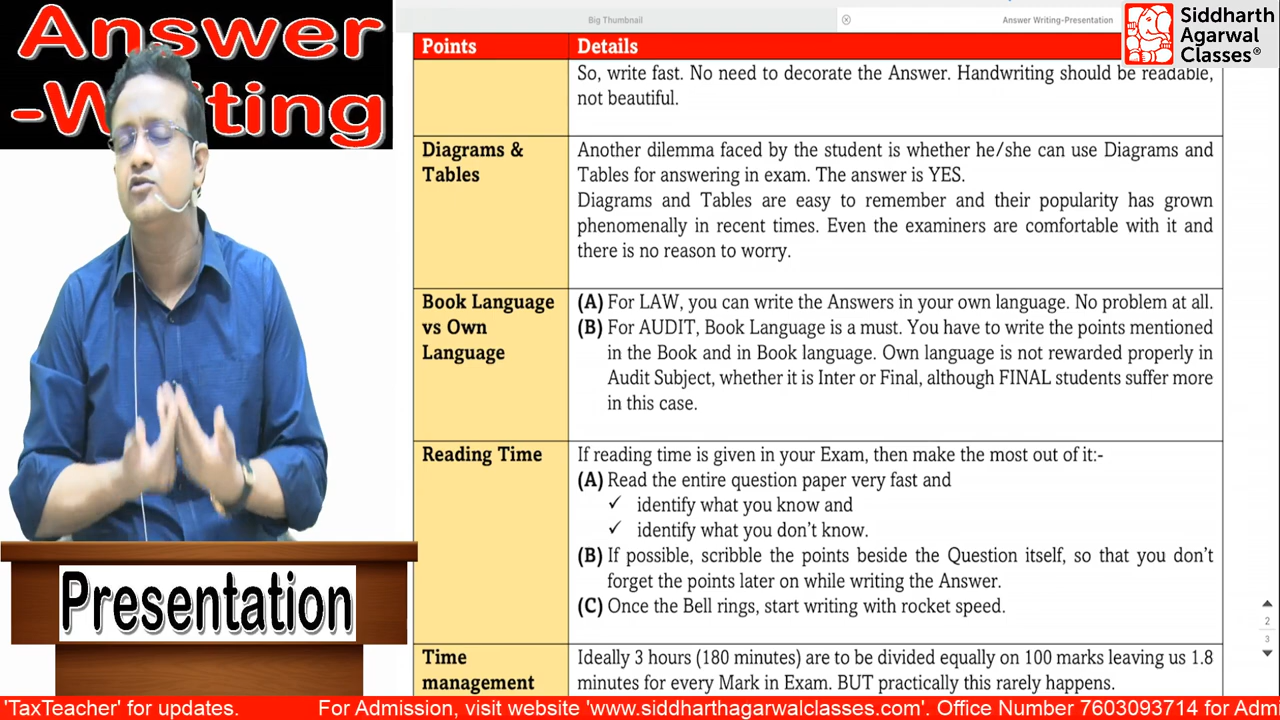 Answer
-Writing
Big Thumbnail
Answer Writing-Presentation
Siddharth
Agarwal
Classes®
Points
Details
So, write fast. No need to decorate the Answer. Handwriting should be readable,
not beautiful.
Diagrams &
Tables
Another dilemma faced by the student is whether he/she can use Diagrams and
Tables for answering in exam. The answer is YES.
Diagrams and Tables are easy to remember and their popularity has grown
phenomenally in recent times. Even the examiners are comfortable with it and
there is no reason to worry.
Book Language
vs Own
Language
(A) For LAW, you can write the Answers in your own language. No problem at all.
(B) For AUDIT, Book Language is a must. You have to write the points mentioned
in the Book and in Book language. Own language is not rewarded properly in
Audit Subject, whether it is Inter or Final, although FINAL students suffer more
in this case.
Reading Time
If reading time is given in your Exam, then make the most out of it:-
(A) Read the entire question paper very fast and
✓ identify what you know and
✓ identify what you don't know.
(B) If possible, scribble the points beside the Question itself, so that you don't
forget the points later on while writing the Answer.
(C) Once the Bell rings, start writing with rocket speed.
Time
management
Ideally 3 hours (180 minutes) are to be divided equally on 100 marks leaving us 1.8
minutes for every Mark in Exam. BUT practically this rarely happens.
2
3
Presentation
'TaxTeacher' for updates. For Admission, visit website 'www.siddharthagarwalclasses.com'. Office Number 7603093714 for Adm